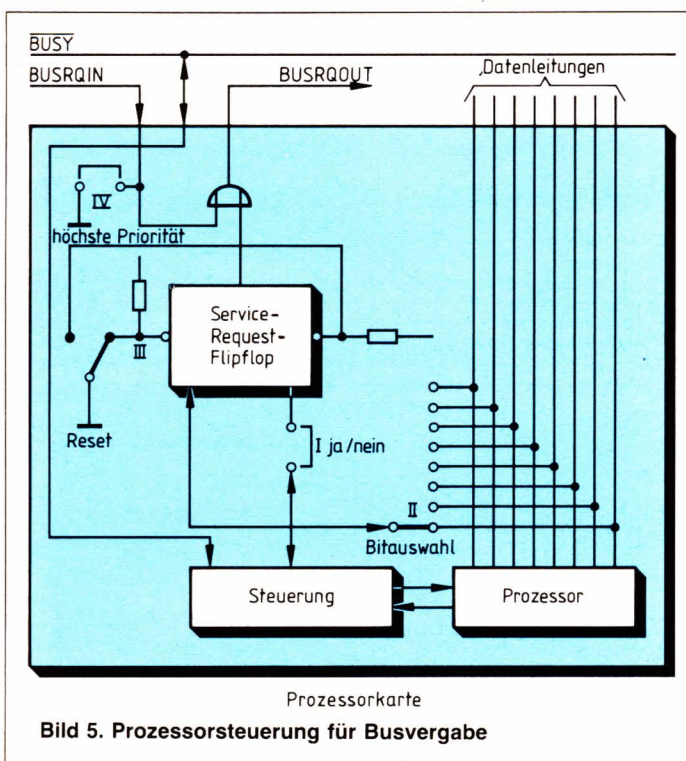 BUSY
BUSRQIN
BUSRQOUT
Datenleitungen
IV
höchste Priorität
Service-
Request-
Flipflop
III
Reset
I ja/nein
II
Bitauswahl
Steuerung
Prozessor
Prozessorkarte
Bild 5. Prozessorsteuerung für Busvergabe